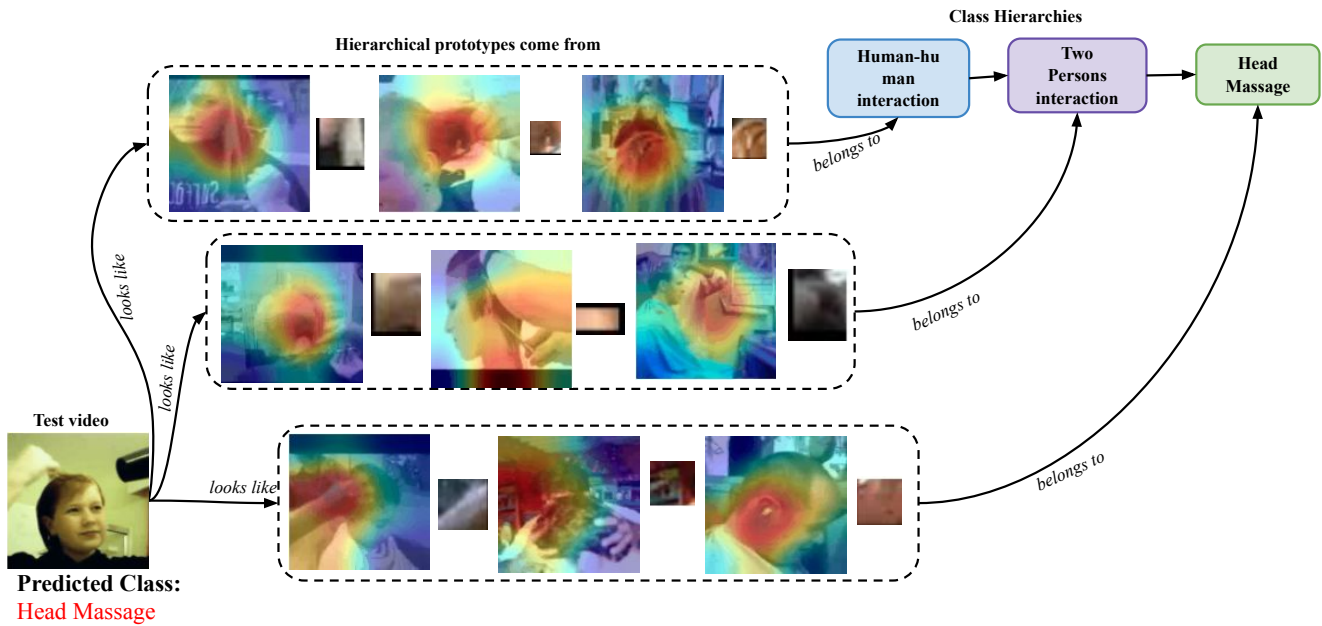 Class Hierarchies
Hierarchical prototypes come from
Human-hu
man
interaction
Two
Persons
interaction
Head
Massage
belongs to
looks like
belongs to
looks like
Test video
looks like
belongs to
Predicted Class:
Head Massage